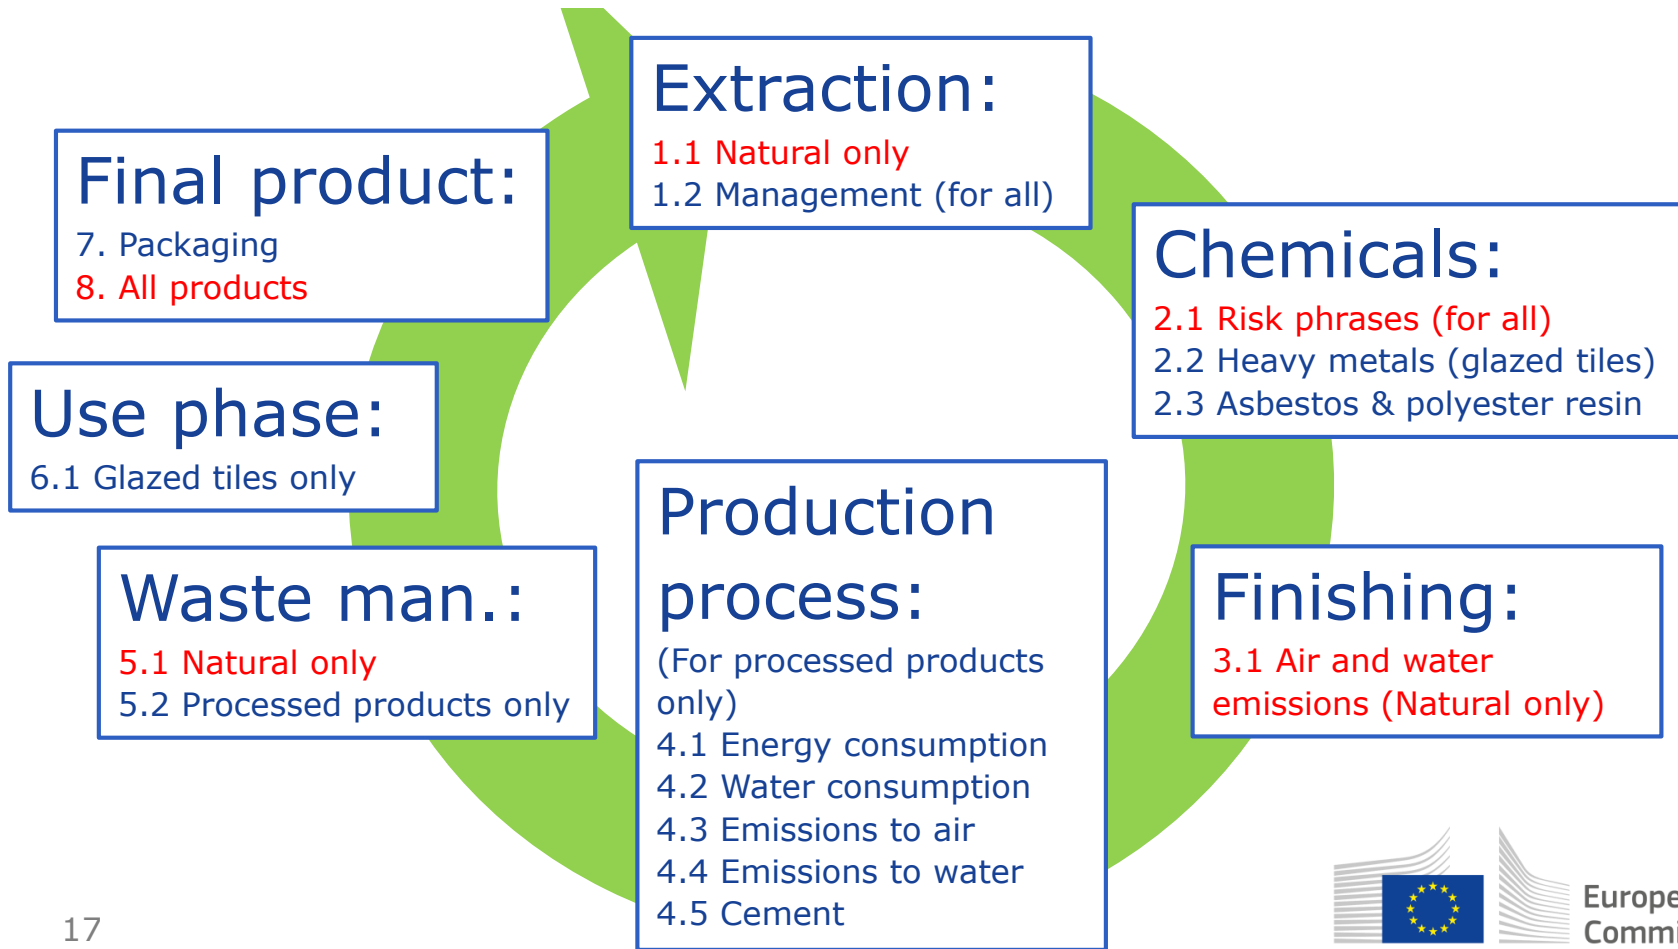 Extraction:
1.1 Natural only
1.2 Management (for all)
Chemicals:
2.1 Risk phrases (for all)
2.2 Heavy metals (glazed tiles)
2.3 Asbestos & polyester resin
Finishing:
3.1 Air and water
emissions (Natural only)
Production
process:
(For processed products
only)
4.1 Energy consumption
4.2 Water consumption
4.3 Emissions to air
4.4 Emissions to water
4.5 Cement
Waste man.:
5.1 Natural only
5.2 Processed products only
Use phase:
6.1 Glazed tiles only
Final product:
7. Packaging
8. All products
17
Europe
Commi